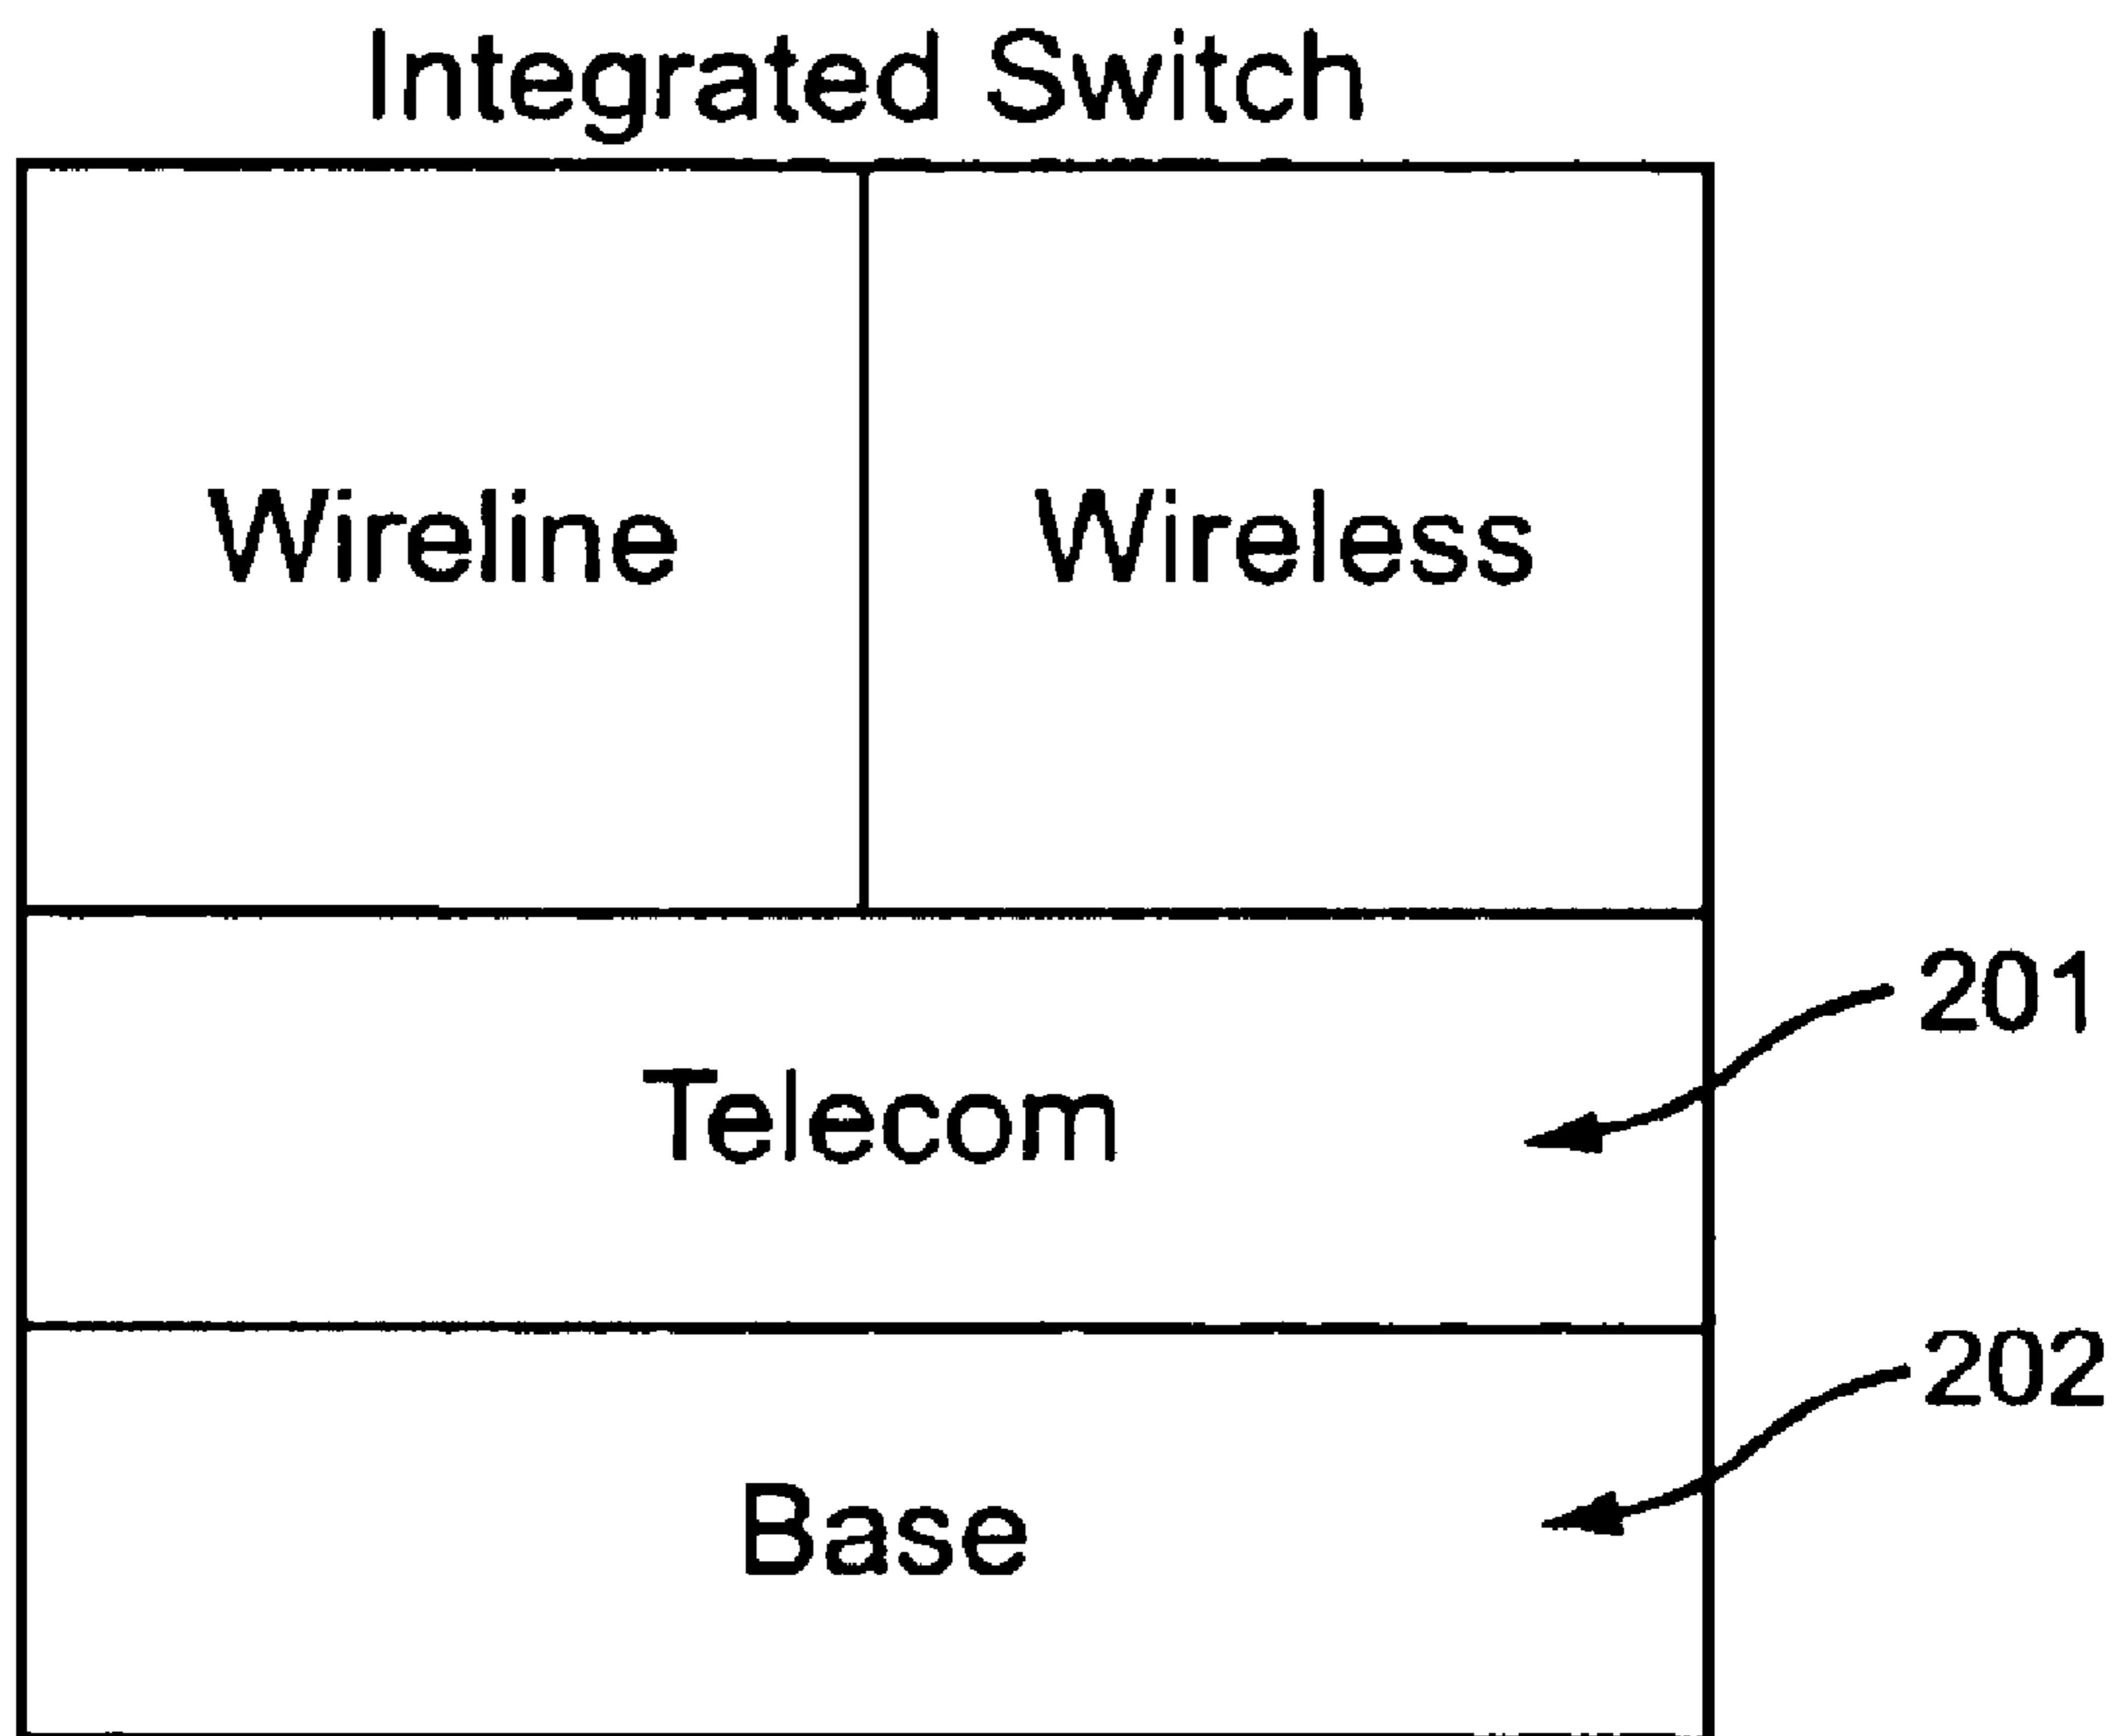 Integrated Switch
Wireline Wireless
201
Telecom
202
Base